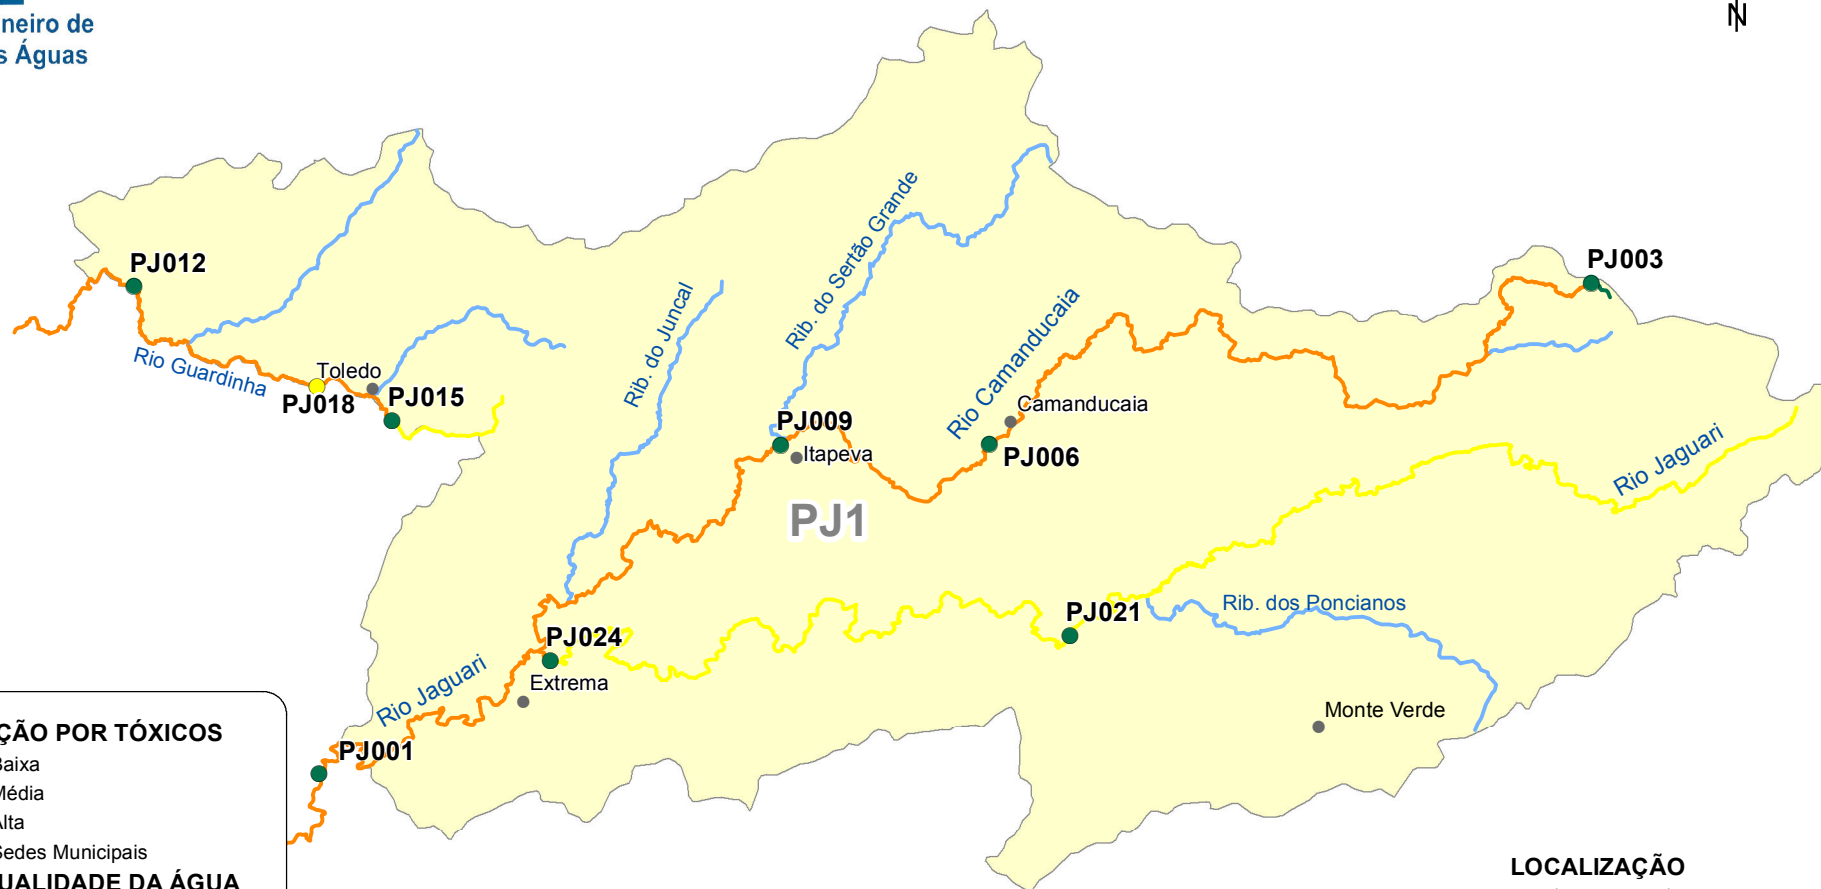 neiro de
s Águas
N
PJ012
PJ003
Rio Guardinha
Toledo
PJ018
PJ015
Rib. do Juncal
Rib. do Sertão Grande
Rio Camanducaia
Camanducaia
PJ009
Itapeva
PJ006
Rio Jaguari
PJ1
PJ021
Rib. dos Poncianos
PJ024
Extrema
Rio Jaguari
Monte Verde
PJ001
ÇÃO POR TÓXICOS
Baixa
Média
Alta
Sedes Municipais
UALIDADE DA ÁGUA
LOCALIZAÇÃO